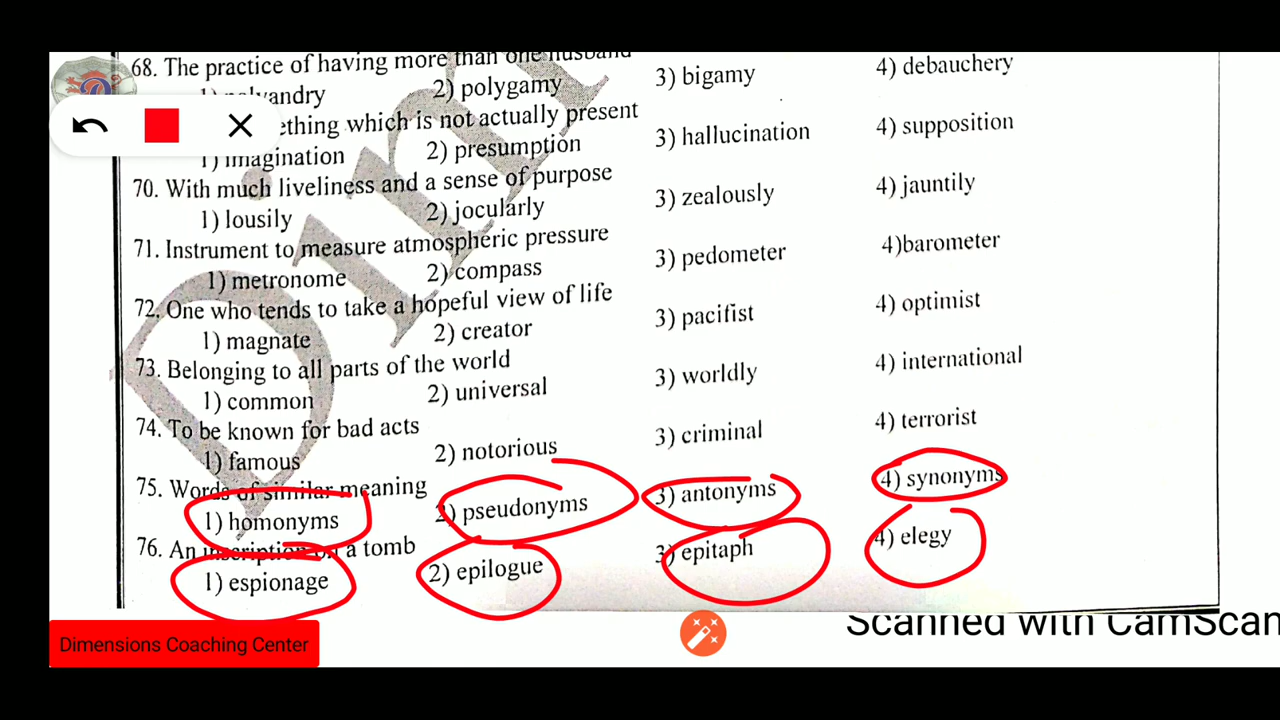 68. The practice of having more than one husband
1) polyandry 2) polygamy 3) bigamy 4) debauchery
ething which is not actually present
1) imagination 2) presumption 3) hallucination 4) supposition
70. With much liveliness and a sense of purpose
1) lousily 2) jocularly 3) zealously 4) jauntily
71. Instrument to measure atmospheric pressure
1) metronome 2) compass 3) pedometer 4)barometer
72. One who tends to take a hopeful view of life
1) magnate 2) creator 3) pacifist 4) optimist
73. Belonging to all parts of the world
1) common 2) universal 3) worldly 4) international
74. To be known for bad acts
1) famous 2) notorious 3) criminal 4) terrorist
75. Words of similar meaning
1) homonyms 2) pseudonyms 3) antonyms 4) synonyms
76. An inscription on a tomb
1) espionage 2) epilogue 3) epitaph 4) elegy
Scanned with CamScan
Dimensions Coaching Center
Dim